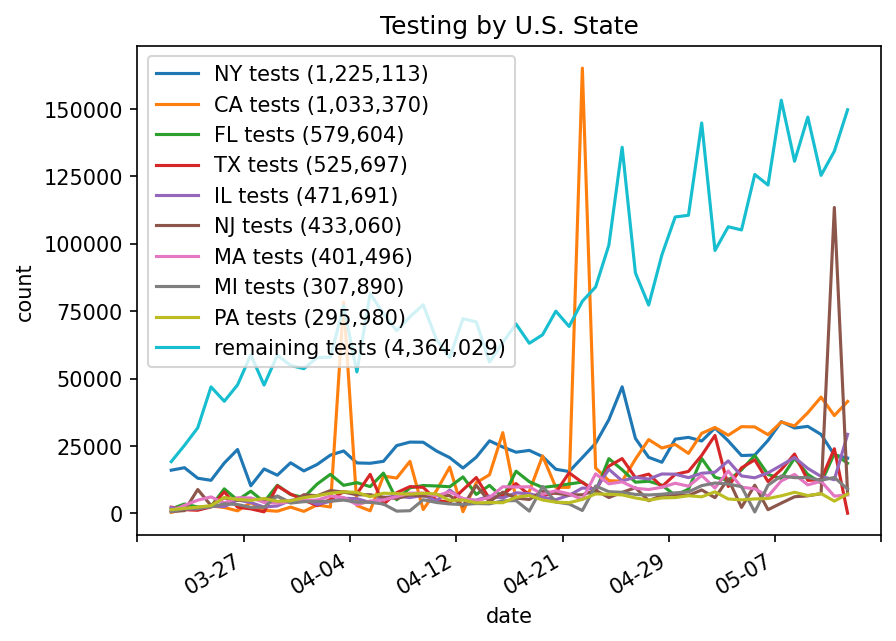 Testing by U.S. State
NY tests (1,225,113)
CA tests (1,033,370)
FL tests (579,604)
TX tests (525,697)
IL tests (471,691)
NJ tests (433,060)
MA tests (401,496)
MI tests (307,890)
PA tests (295,980)
remaining tests (4,364,029)
150000
125000
100000
75000
50000
25000
0
count
03-27
04-04
04-12
04-21
04-29
05-07
date